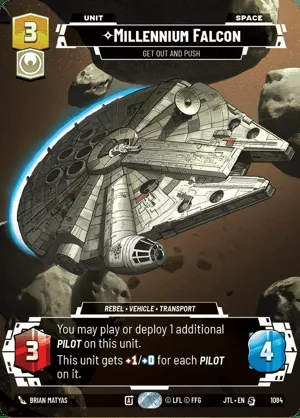 UNIT
SPACE
3
✧MILLENNIUM FALCON
GET OUT AND PUSH
REBEL • VEHICLE • TRANSPORT
You may play or deploy 1 additional
PILOT on this unit.
This unit gets +1/+0 for each PILOT
on it.
3
4
BRIAN MATYAS
© LFL © FFG
JTL • EN
1084